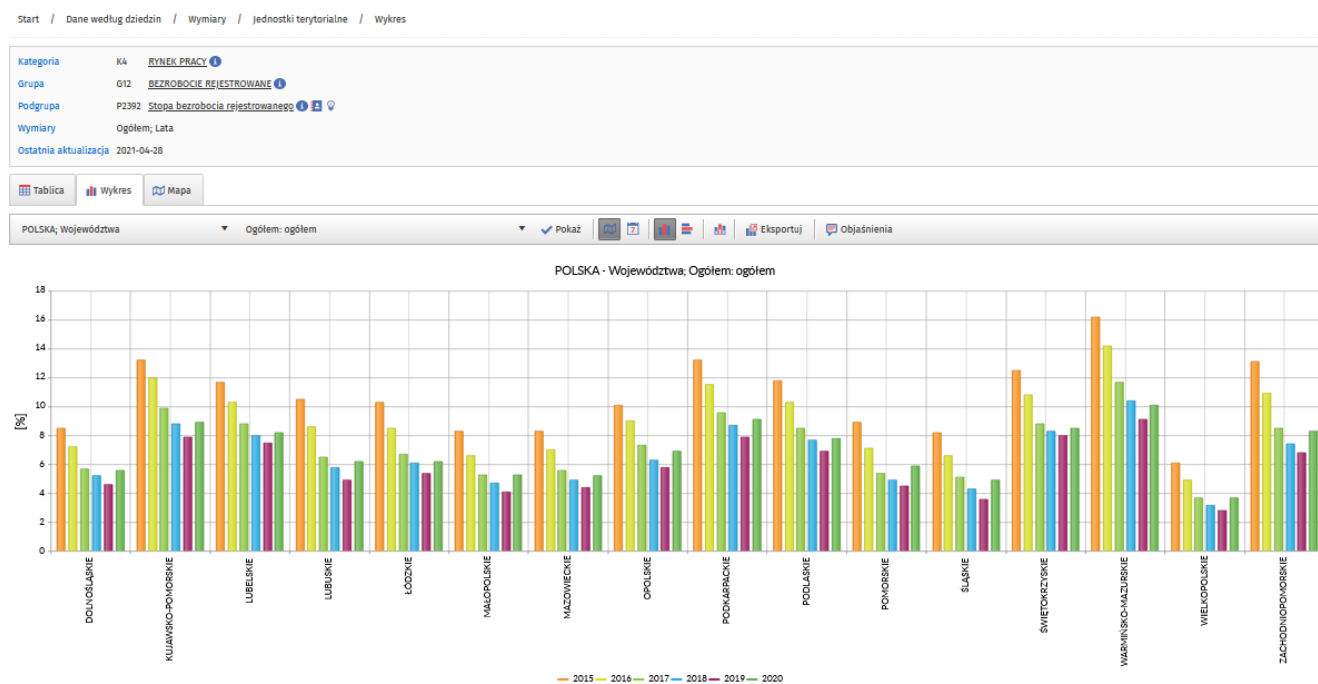 Start / Dane według dziedzin / Wymiary / Jednostki terytorialne / Wykres
Kategoria K4 RYNEK PRACY
Grupa G12 BEZROBOCIE REJESTROWANE
Podgrupa P2392 Stopa bezrobocia rejestrowanego
Wymiary Ogółem; Lata
Ostatnia aktualizacja 2021-04-28
Tablica Wykres Mapa
POLSKA; Województwa Ogółem: ogółem Pokaż 7 Eksportuj Objaśnienia
POLSKA - Województwa; Ogółem: ogółem
18
16
14
12
10
8
6
4
2
0
[%]
DOLNOŚLĄSKIE
KUJAWSKO-POMORSKIE
LUBELSKIE
LUBUSKIE
ŁÓDZKIE
MAŁOPOLSKIE
MAZOWIECKIE
OPOLSKIE
PODKARPACKIE
PODLASKIE
POMORSKIE
ŚLĄSKIE
ŚWIĘTOKRZYSKIE
WARMIŃSKO-MAZURSKIE
WIELKOPOLSKIE
ZACHODNIOPOMORSKIE
2015 2016 2017 2018 2019 2020